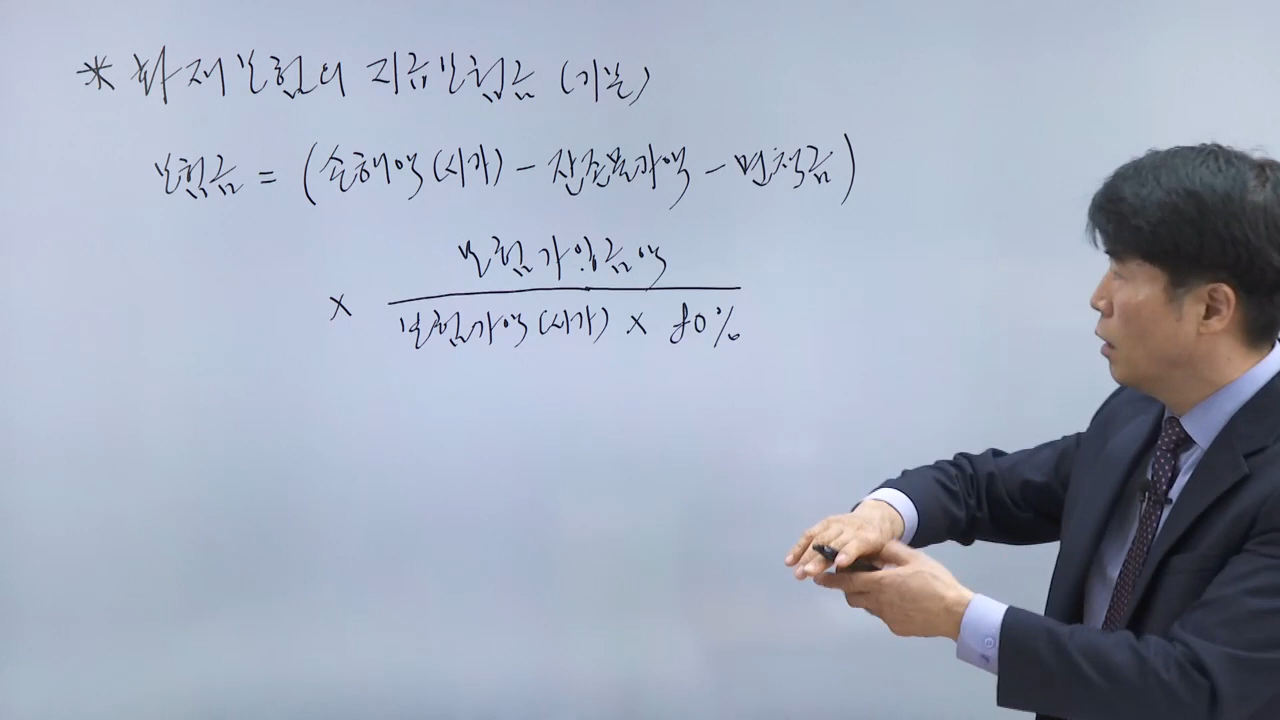 * 화재보험의 지급보험금 (기본)
보험금 = (손해액(시가) - 잔존물가액 - 면책금)
보험가입금액
× 보험가액(시가) × 80%